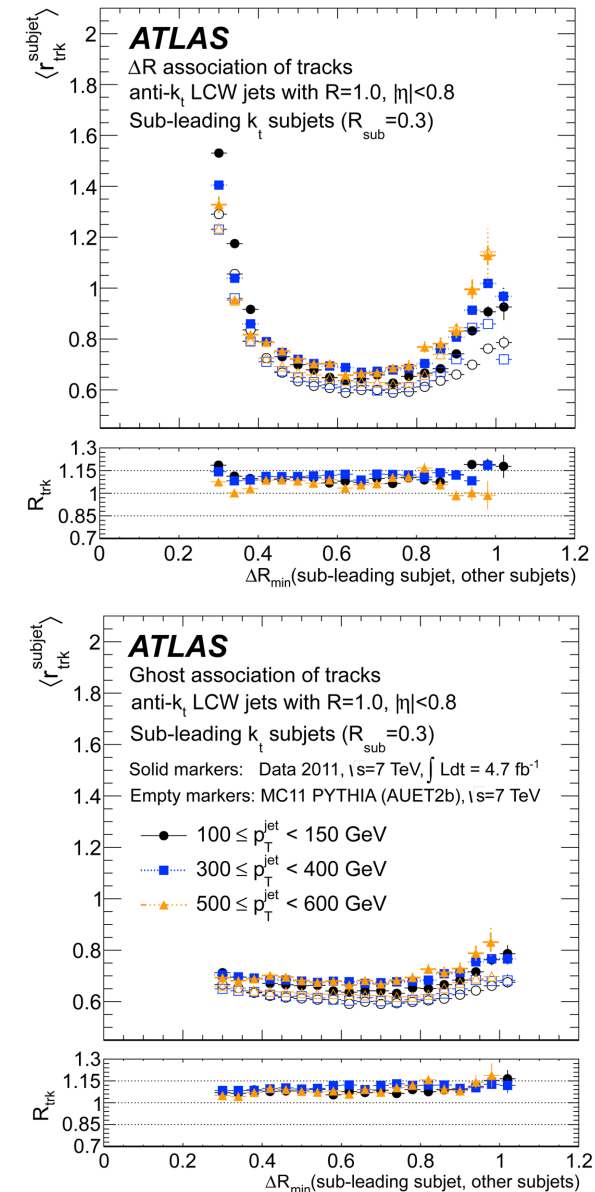 ⟨r_trk^subjet⟩
ATLAS
ΔR association of tracks
anti-k_t LCW jets with R=1.0, |η|<0.8
Sub-leading k_t subjets (R_sub=0.3)
2
1.8
1.6
1.4
1.2
1
0.8
0.6
R_trk
1.3
1.15
1
0.85
0.7
0 0.2 0.4 0.6 0.8 1 1.2
ΔR_min(sub-leading subjet, other subjets)
⟨r_trk^subjet⟩
ATLAS
Ghost association of tracks
anti-k_t LCW jets with R=1.0, |η|<0.8
Sub-leading k_t subjets (R_sub=0.3)
Solid markers: Data 2011, √s=7 TeV, ∫ Ldt = 4.7 fb⁻¹
Empty markers: MC11 PYTHIA (AUET2b), √s=7 TeV
100 ≤ p_T^jet < 150 GeV
300 ≤ p_T^jet < 400 GeV
500 ≤ p_T^jet < 600 GeV
2
1.8
1.6
1.4
1.2
1
0.8
0.6
R_trk
1.3
1.15
1
0.85
0.7
0 0.2 0.4 0.6 0.8 1 1.2
ΔR_min(sub-leading subjet, other subjets)